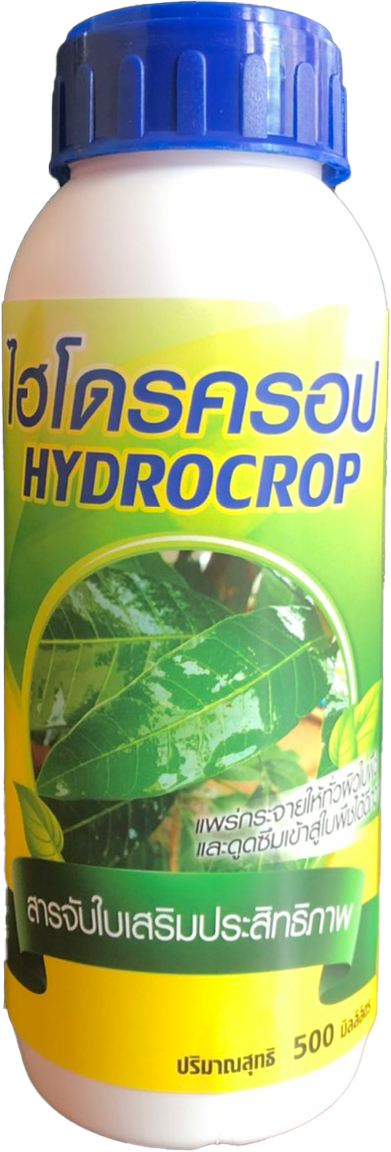 ไฮโดรครอป
HYDROCROP
แพร่กระจายให้ทั่วผิวใบ
และดูดซึมเข้าสู่ใบพืชได้
สารจับใบเสริมประสิทธิภาพ
ปริมาณสุทธิ 500 มิลลิลิตร